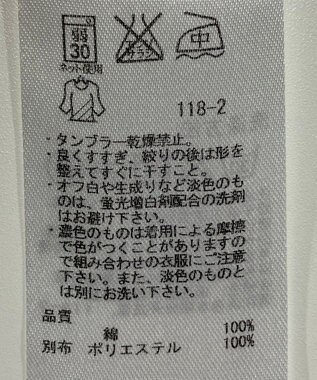 弱
30
ネット使用
エンソ
サラシ
中
118-2
・タンブラー乾燥禁止。
・良くすすぎ、絞りの後は形を
整えてすぐに干すこと。
・オフ白や生成りなど淡色のも
のは、蛍光増白剤配合の洗剤
はお避け下さい。
・濃色のものは着用による摩擦
で色がつくことがありますの
で組み合わせの衣服にご注意
下さい。また、淡色のものと
は別にお洗い下さい。
品質
綿 100%
別布 ポリエステル 100%